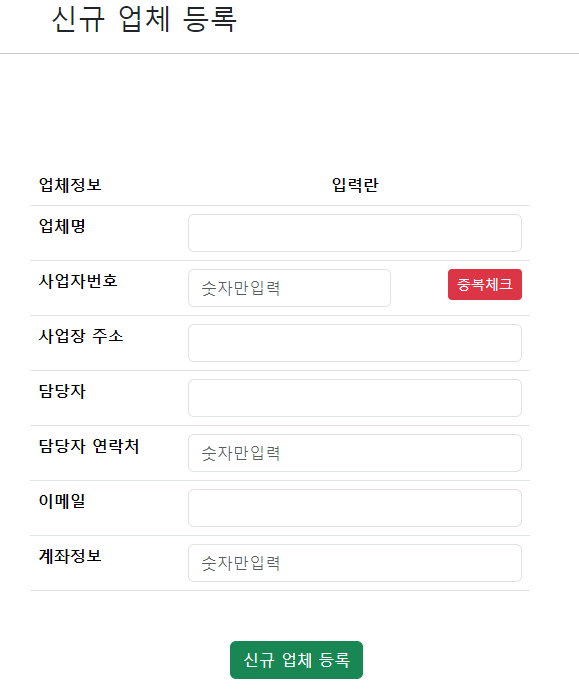 신규 업체 등록
업체정보 입력란
업체명
사업자번호 숫자만입력 중복체크
사업장 주소
담당자
담당자 연락처 숫자만입력
이메일
계좌정보 숫자만입력
신규 업체 등록